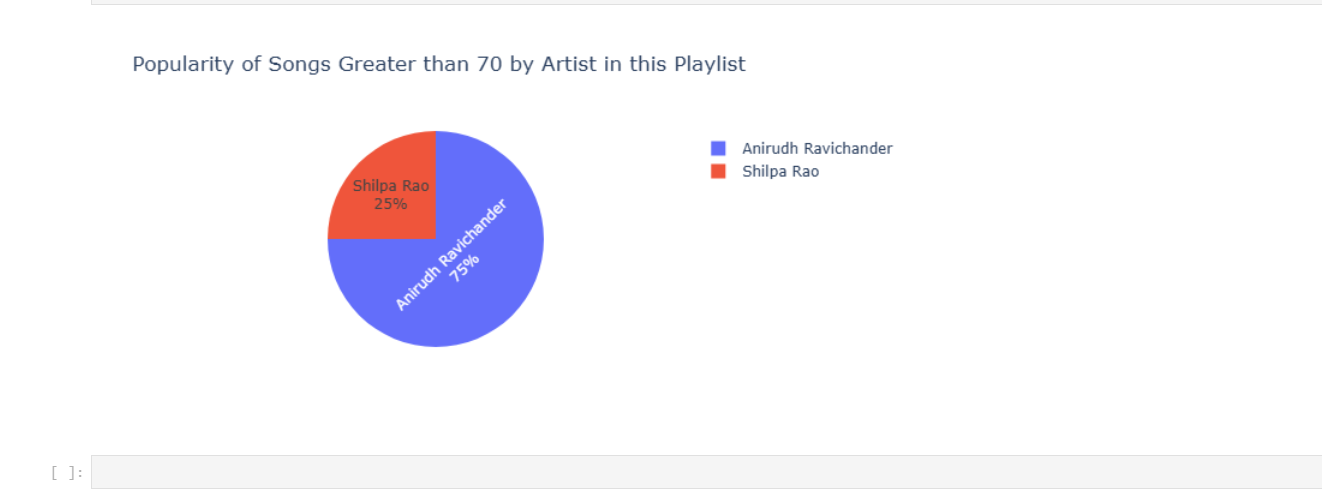 Popularity of Songs Greater than 70 by Artist in this Playlist
Anirudh Ravichander
Shilpa Rao
Shilpa Rao
25%
Anirudh Ravichander
75%
[ ]: